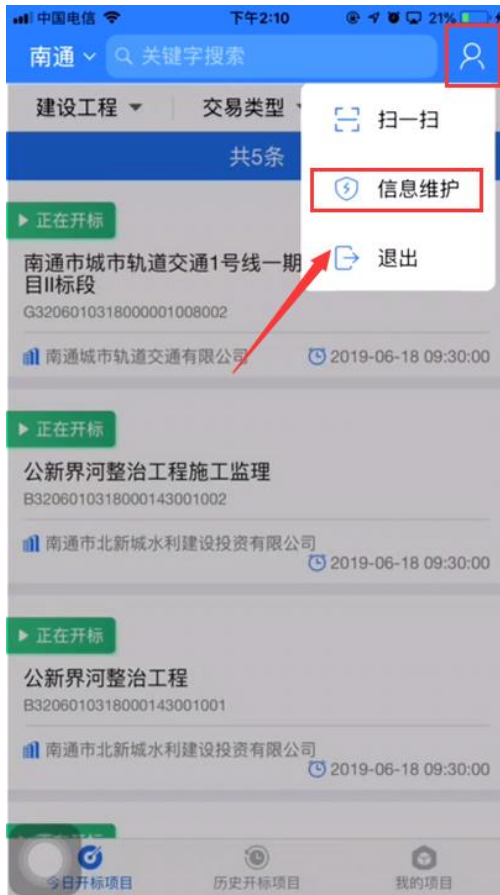 中国电信 下午2:10 21%
南通 关键字搜索
建设工程 交易类型
扫一扫
共5条
信息维护
正在开标
退出
南通市城市轨道交通1号线一期
目II标段
G3206010318000001008002
南通城市轨道交通有限公司 2019-06-18 09:30:00
正在开标
公新界河整治工程施工监理
B3206010318000143001002
南通市北新城水利建设投资有限公司
2019-06-18 09:30:00
正在开标
公新界河整治工程
B3206010318000143001001
南通市北新城水利建设投资有限公司
2019-06-18 09:30:00
今日开标项目 历史开标项目 我的项目